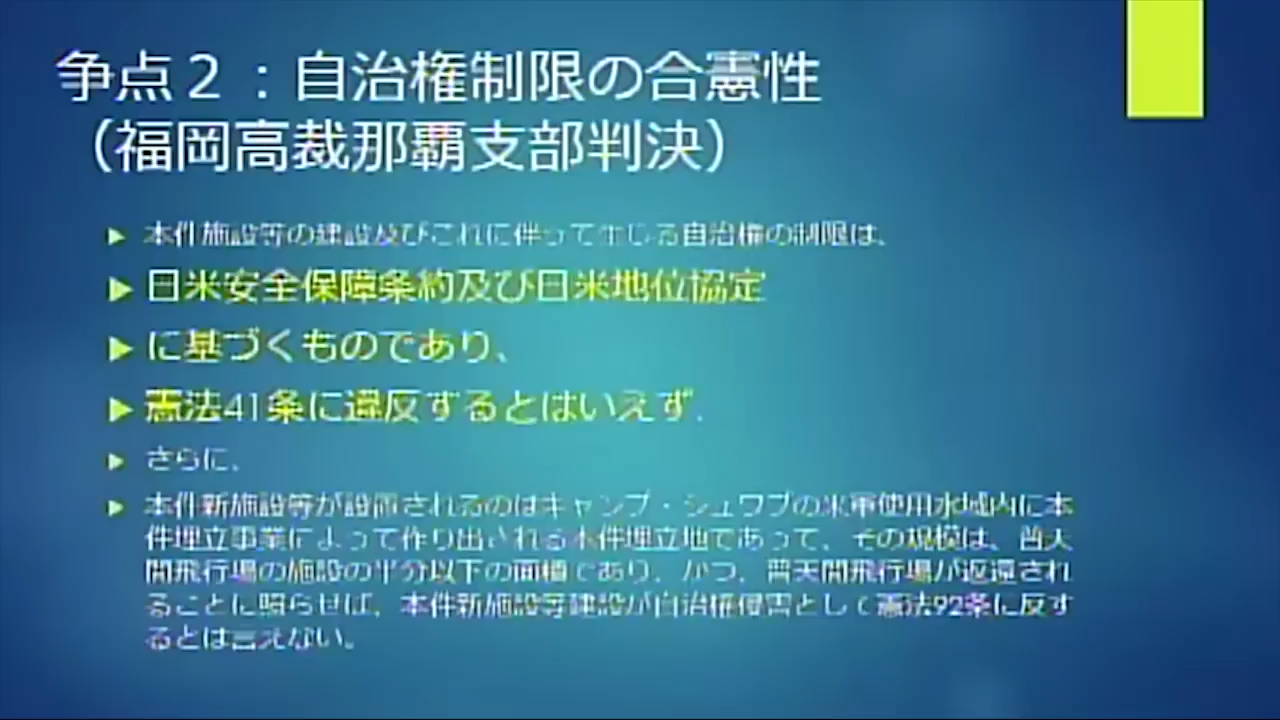 争点２：自治権制限の合憲性
（福岡高裁那覇支部判決）
本件施設等の建設及びこれに伴って生じる自治権の制限は、
日米安全保障条約及び日米地位協定
に基づくものであり、
憲法41条に違反するとはいえず、
さらに、
本件新施設等が設置されるのはキャンプ・シュワブの米軍使用水域内に本
件埋立事業によって作り出される本件埋立地であって、その規模は、普天
間飛行場の施設の半分以下の面積であり、かつ、普天間飛行場が返還され
ることに照らせば、本件新施設等建設が自治権侵害として憲法92条に反す
るとは言えない。